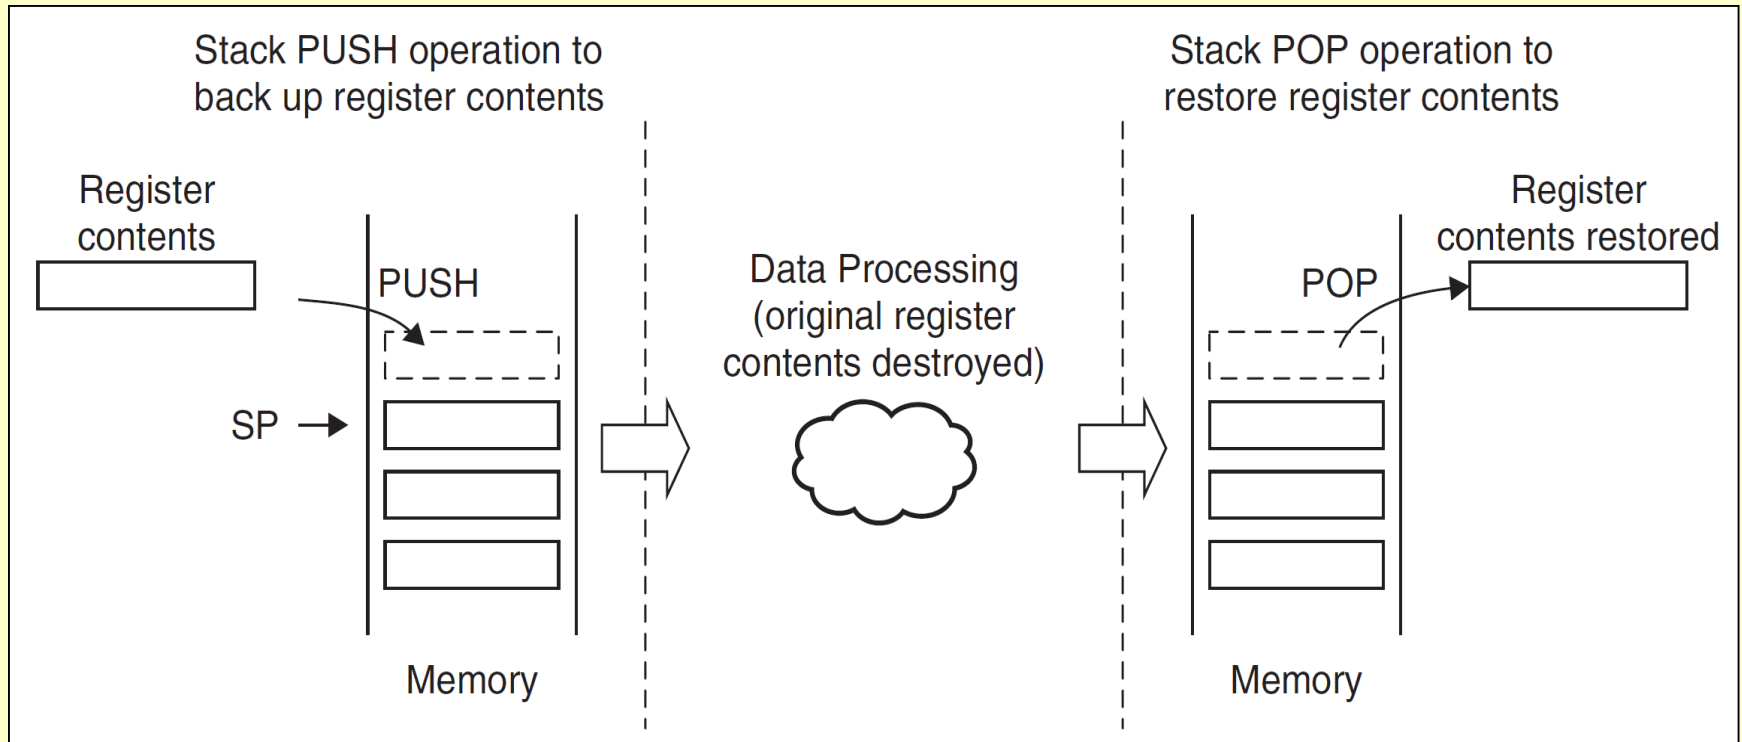 Stack PUSH operation to
back up register contents
Stack POP operation to
restore register contents
Register
contents
PUSH
SP
Memory
Data Processing
(original register
contents destroyed)
POP
Register
contents restored
Memory